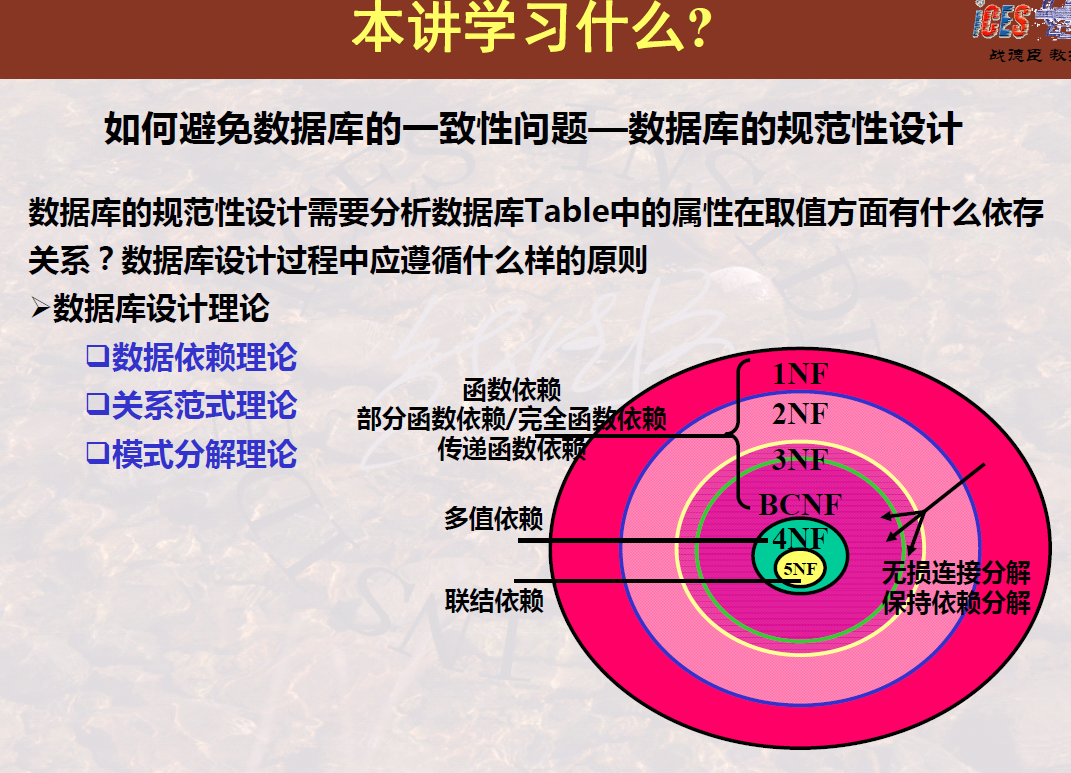 本讲学习什么?
iCES
战德臣 教
如何避免数据库的一致性问题—数据库的规范性设计
数据库的规范性设计需要分析数据库Table中的属性在取值方面有什么依存
关系？数据库设计过程中应遵循什么样的原则
数据库设计理论
数据依赖理论
关系范式理论
模式分解理论
函数依赖
部分函数依赖/完全函数依赖
传递函数依赖
多值依赖
联结依赖
1NF
2NF
3NF
BCNF
4NF
5NF
无损连接分解
保持依赖分解